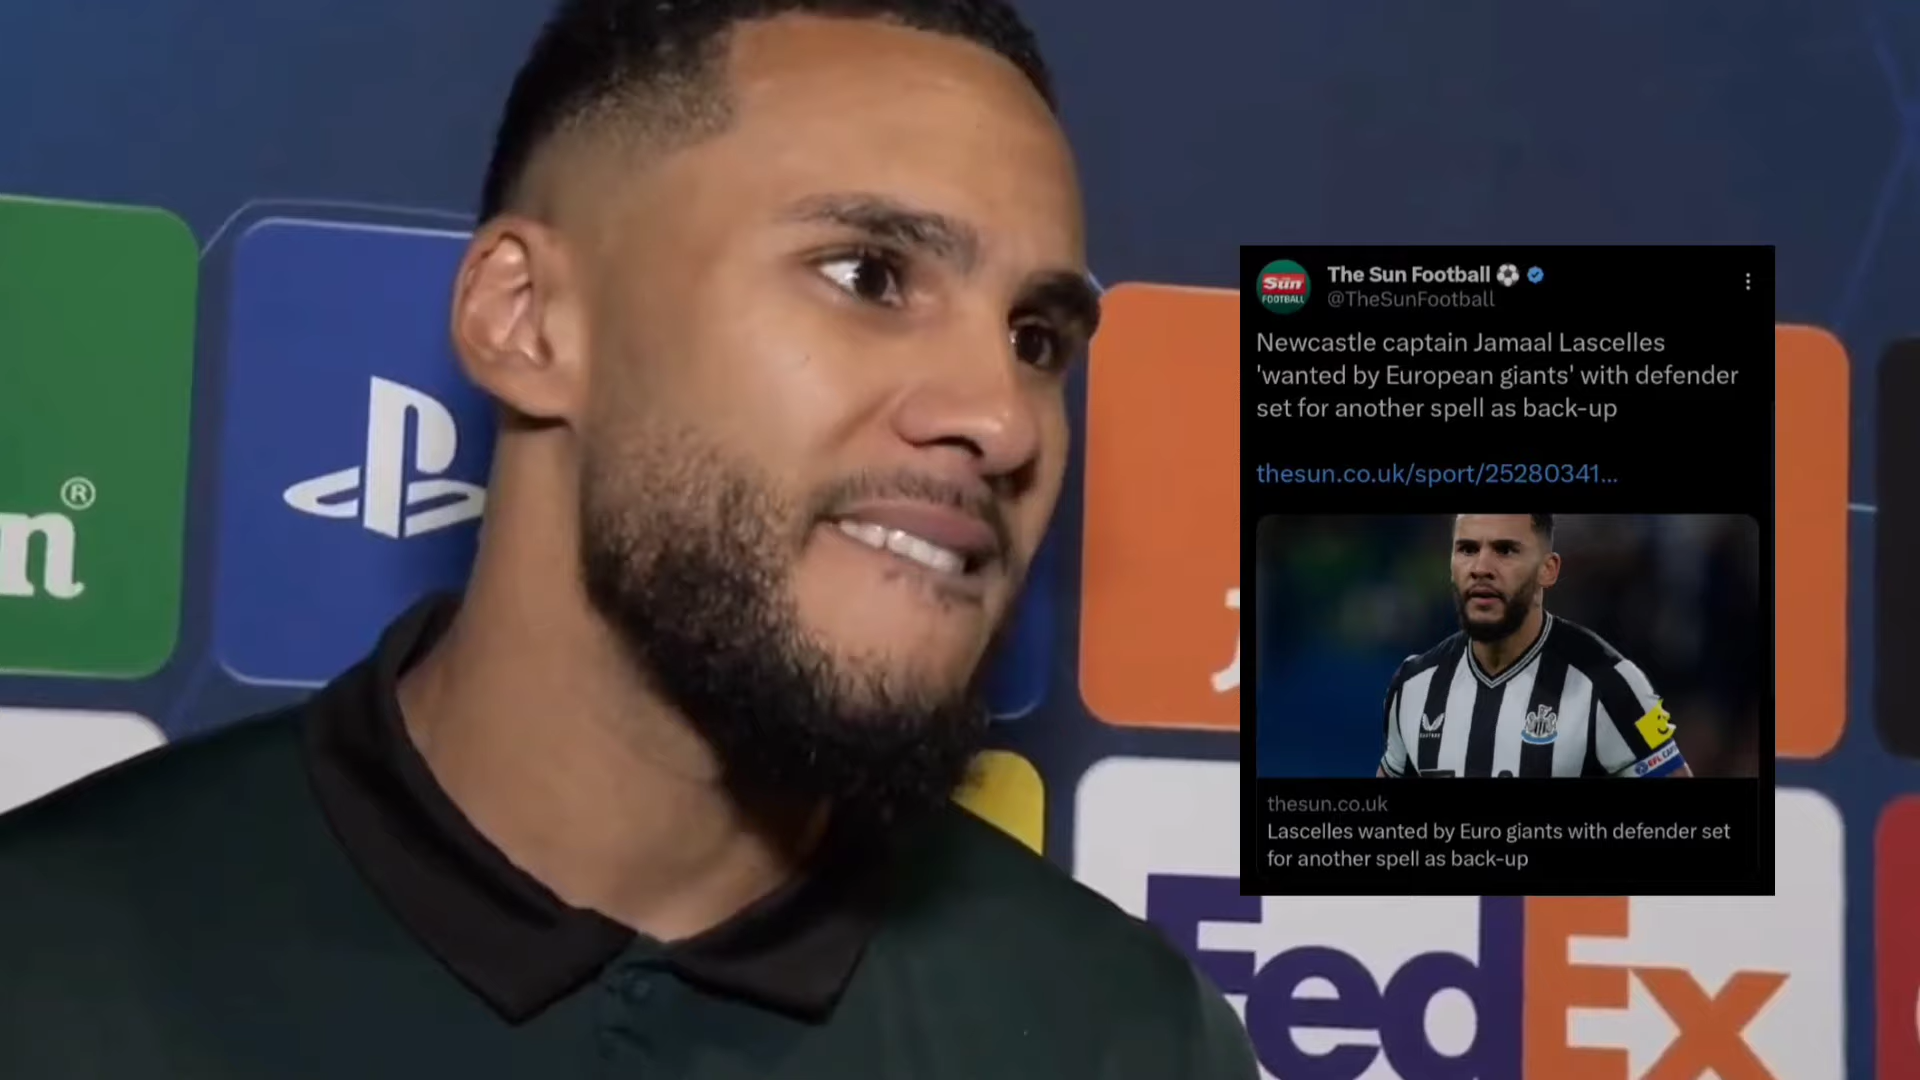 n®
The Sun Football
@TheSunFootball
Sun
FOOTBALL
Newcastle captain Jamaal Lascelles
'wanted by European giants' with defender
set for another spell as back-up
thesun.co.uk/sport/25280341...
thesun.co.uk
Lascelles wanted by Euro giants with defender set
for another spell as back-up
FedEx